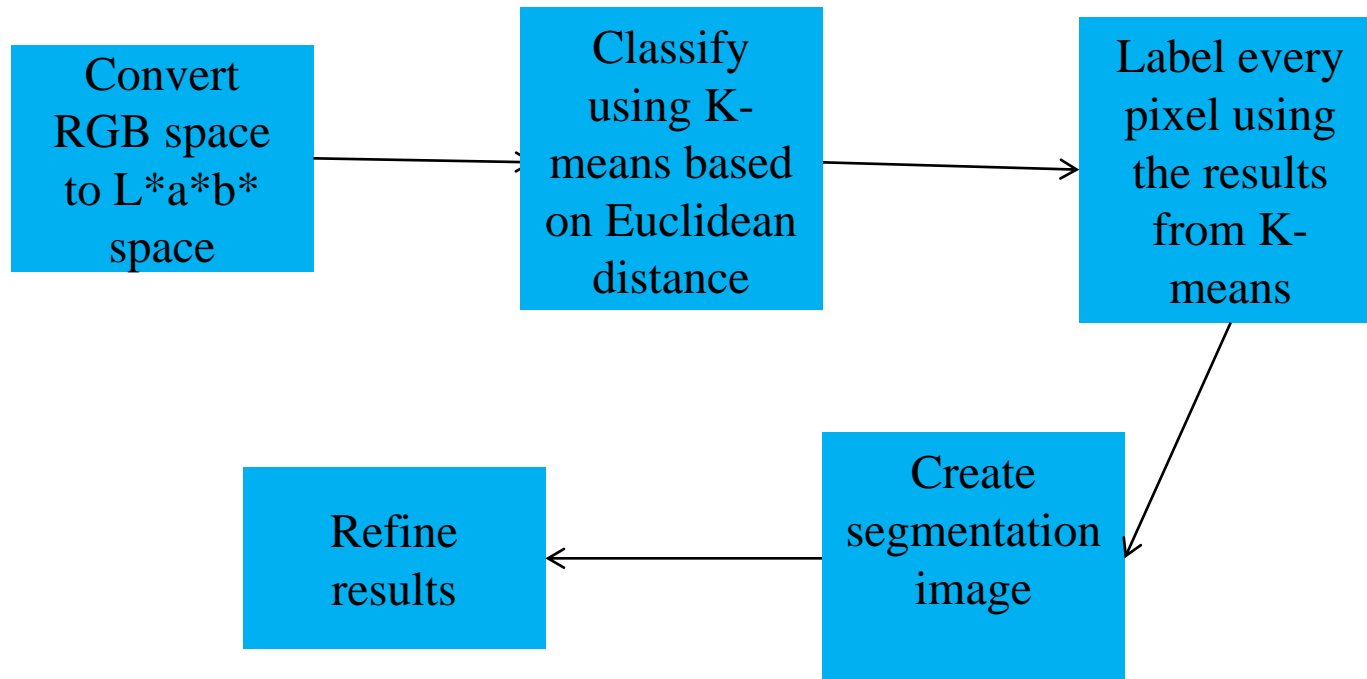 Convert
RGB space
to L*a*b*
space
Classify
using K-
means based
on Euclidean
distance
Label every
pixel using
the results
from K-
means
Create
segmentation
image
Refine
results